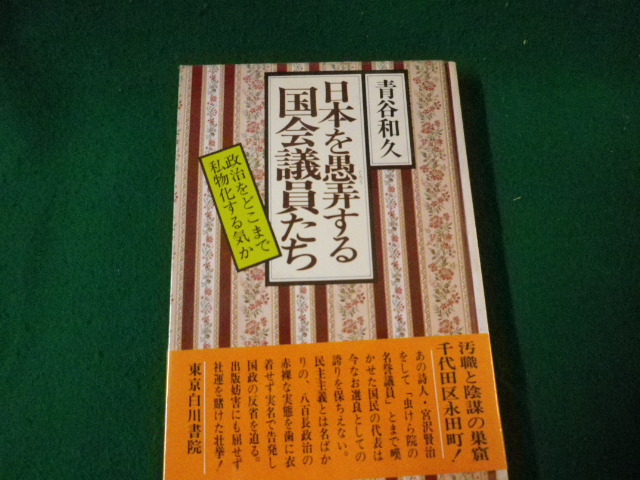 青谷和久
日本を愚弄する
国会議員たち
政治をどこまで
私物化する気か
汚職と陰謀の巣窟
千代田区永田町!
あの詩人・宮沢賢治
をして「虫けら院の
名誉議員」とまで嘆
かせた国民の代表は
今なお選良としての
誇りを保ちえない。
民主主義とは名ばか
りの、八百長政治の
赤裸な実態を歯に衣
着せず実名で告発し
国政の反省を迫る。
出版妨害にも屈せず
社運を賭けた壮挙!
東京白川書院